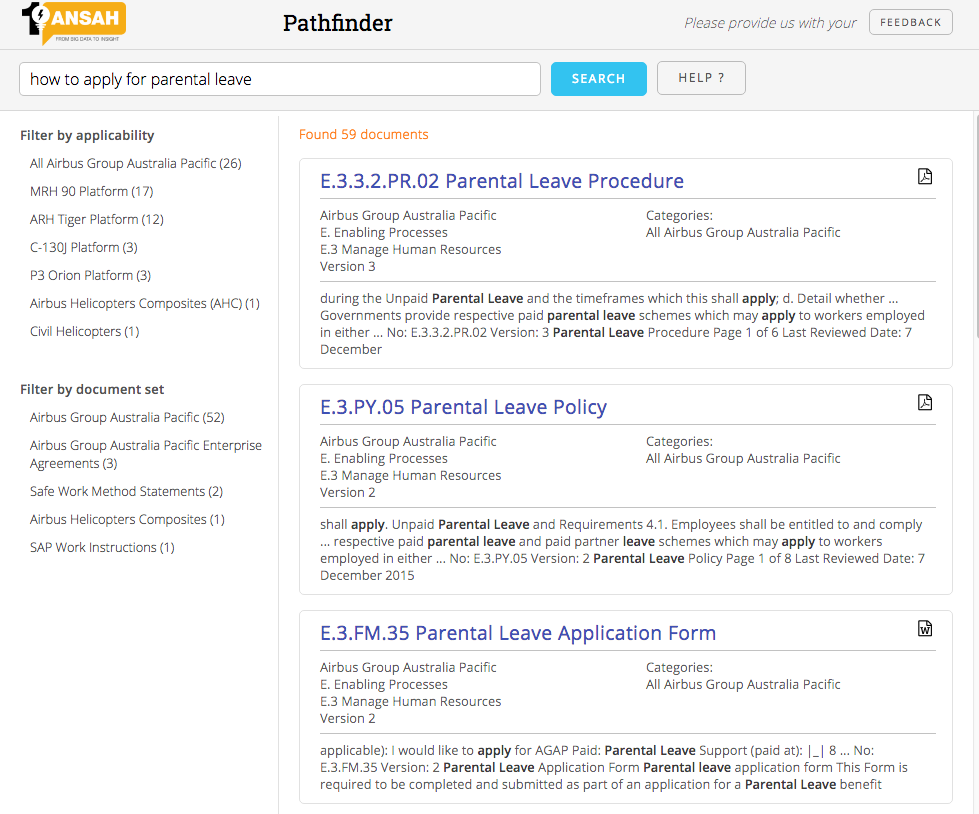 10 ANSAH
FROM BIG DATA TO INSIGHT
Pathfinder
Please provide us with your
FEEDBACK
how to apply for parental leave
SEARCH
HELP ?
Filter by applicability
All Airbus Group Australia Pacific (26)
MRH 90 Platform (17)
ARH Tiger Platform (12)
C-130J Platform (3)
P3 Orion Platform (3)
Airbus Helicopters Composites (AHC) (1)
Civil Helicopters (1)
Filter by document set
Airbus Group Australia Pacific (52)
Airbus Group Australia Pacific Enterprise
Agreements (3)
Safe Work Method Statements (2)
Airbus Helicopters Composites (1)
SAP Work Instructions (1)
Found 59 documents
E.3.3.2.PR.02 Parental Leave Procedure
Airbus Group Australia Pacific
E. Enabling Processes
E.3 Manage Human Resources
Version 3
Categories:
All Airbus Group Australia Pacific
during the Unpaid Parental Leave and the timeframes which this shall apply; d. Detail whether ...
Governments provide respective paid parental leave schemes which may apply to workers employed
in either ... No: E.3.3.2.PR.02 Version: 3 Parental Leave Procedure Page 1 of 6 Last Reviewed Date: 7
December
E.3.PY.05 Parental Leave Policy
Airbus Group Australia Pacific
E. Enabling Processes
E.3 Manage Human Resources
Version 2
Categories:
All Airbus Group Australia Pacific
shall apply. Unpaid Parental Leave and Requirements 4.1. Employees shall be entitled to and comply
... respective paid parental leave and paid partner leave schemes which may apply to workers
employed in either ... No: E.3.PY.05 Version: 2 Parental Leave Policy Page 1 of 8 Last Reviewed Date: 7
December 2015
E.3.FM.35 Parental Leave Application Form
W
Airbus Group Australia Pacific
E. Enabling Processes
E.3 Manage Human Resources
Version 2
Categories:
All Airbus Group Australia Pacific
applicable): I would like to apply for AGAP Paid: Parental Leave Support (paid at): |_| 8 ... No:
E.3.FM.35 Version: 2 Parental Leave Application Form Parental leave application form This Form is
required to be completed and submitted as part of an application for a Parental Leave benefit